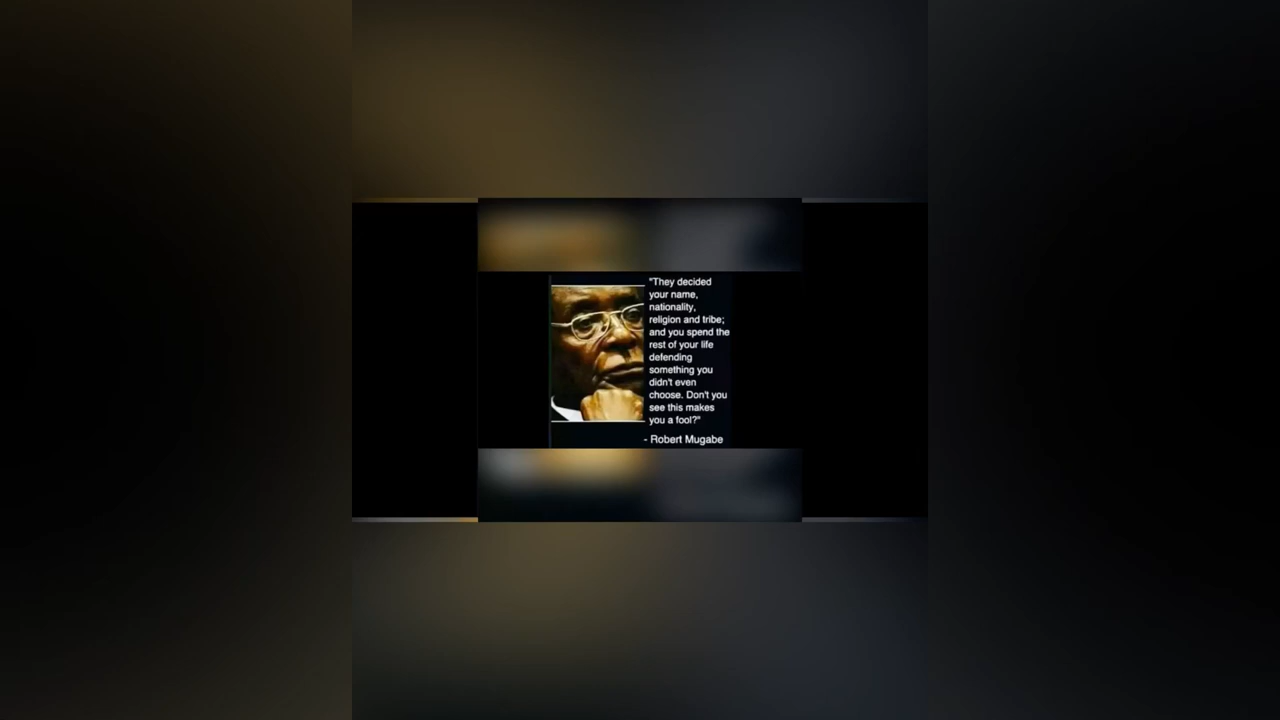 "They decided
your name,
nationality,
religion and tribe;
and you spend the
rest of your life
defending
something you
didn't even
choose. Don't you
see this makes
you a fool?"
- Robert Mugabe